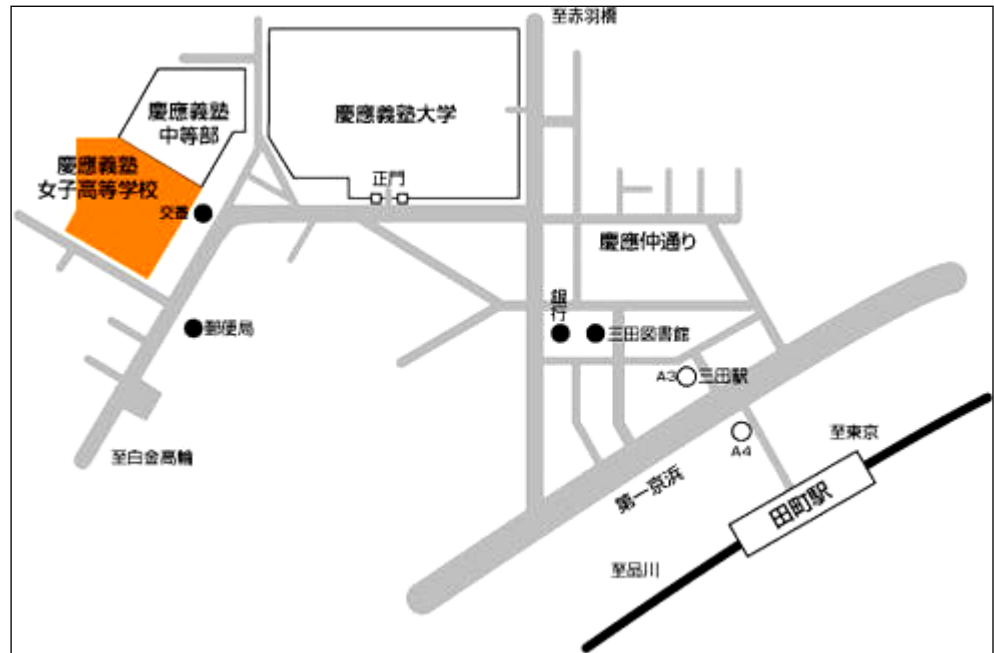 至赤羽橋
慶應義塾
中等部
慶應義塾大学
慶應義塾
女子高等学校
正門
交番
慶應仲通り
銀行
郵便局
三田図書館
A3
三田駅
A4
至東京
至白金高輪
第一京浜
田町駅
至品川